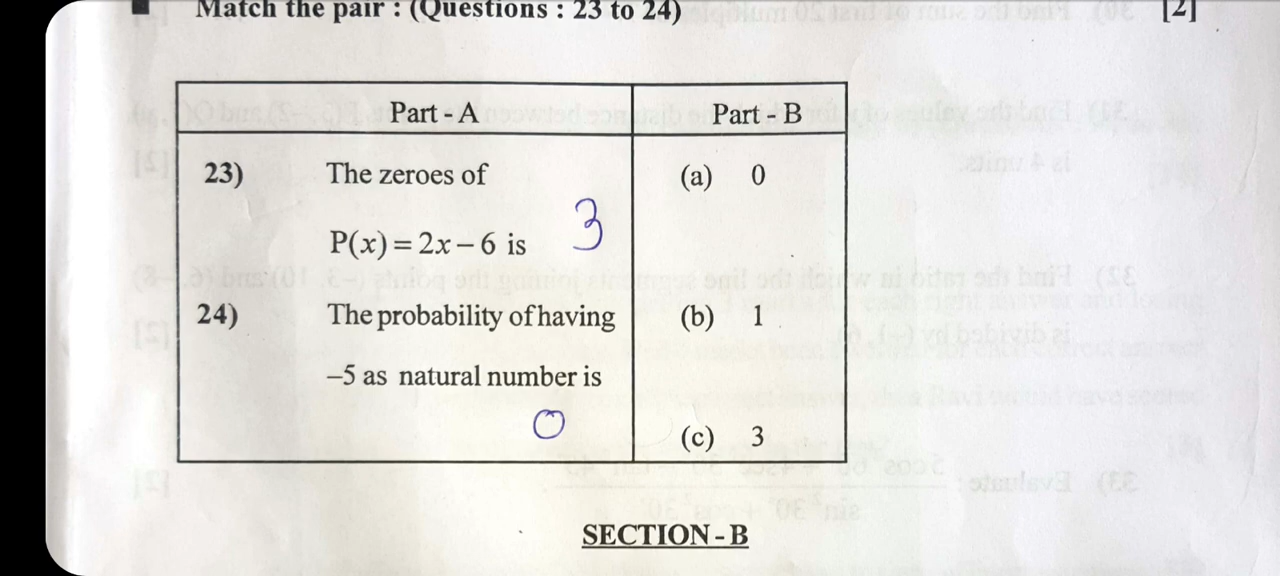 Match the pair : (Questions : 23 to 24) [2]
Part - A Part - B
23) The zeroes of (a) 0
P(x) = 2x – 6 is 3
24) The probability of having (b) 1
–5 as natural number is
0 (c) 3
SECTION - B